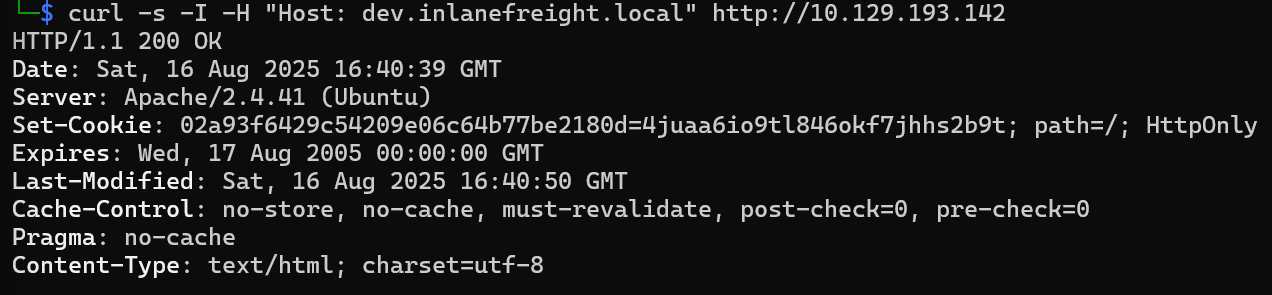 └─$ curl -s -I -H "Host: dev.inlanefreight.local" http://10.129.193.142
HTTP/1.1 200 OK
Date: Sat, 16 Aug 2025 16:40:39 GMT
Server: Apache/2.4.41 (Ubuntu)
Set-Cookie: 02a93f6429c54209e06c64b77be2180d=4juaa6io9tl846okf7jhhs2b9t; path=/; HttpOnly
Expires: Wed, 17 Aug 2005 00:00:00 GMT
Last-Modified: Sat, 16 Aug 2025 16:40:50 GMT
Cache-Control: no-store, no-cache, must-revalidate, post-check=0, pre-check=0
Pragma: no-cache
Content-Type: text/html; charset=utf-8